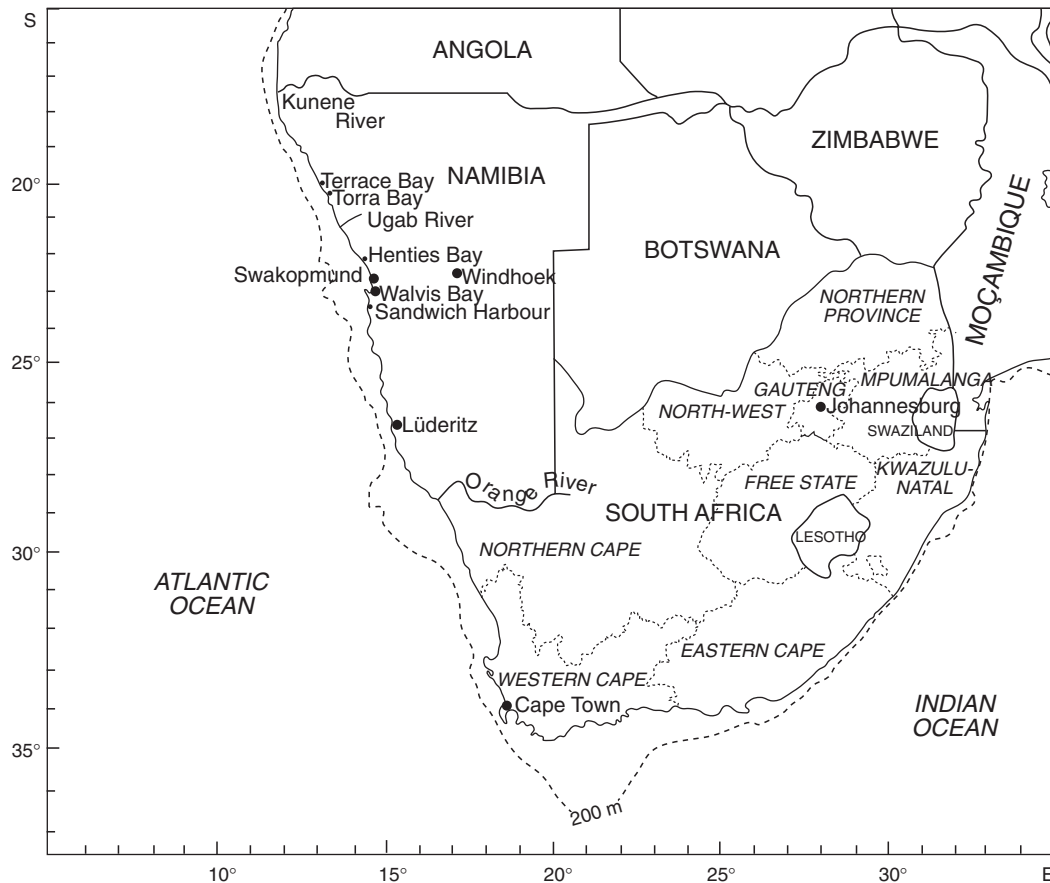 S
ANGOLA
Kunene
River
ZIMBABWE
20°
Terrace Bay
NAMIBIA
Torra Bay
Ugab River
MOÇAMBIQUE
Henties Bay
BOTSWANA
Swakopmund
Windhoek
Walvis Bay
Sandwich Harbour
NORTHERN
PROVINCE
25°
GAUTENG
MPUMALANGA
NORTH-WEST
Johannesburg
Lüderitz
SWAZILAND
KWAZULU-
NATAL
Orange River
FREE STATE
SOUTH AFRICA
LESOTHO
30°
NORTHERN CAPE
ATLANTIC
OCEAN
EASTERN CAPE
WESTERN CAPE
Cape Town
INDIAN
OCEAN
35°
200 m
10°
15°
20°
25°
30°
E